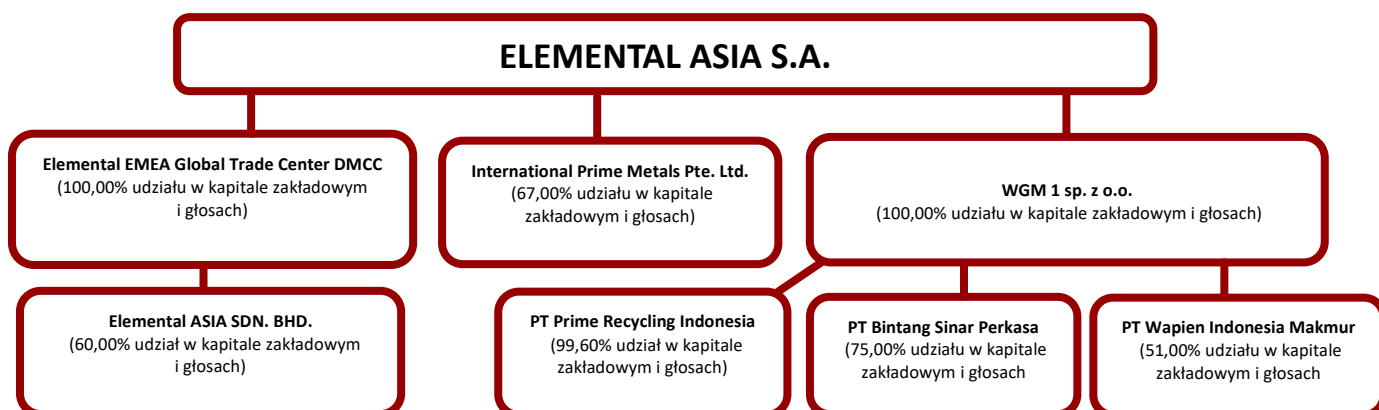 ELEMENTAL ASIA S.A.
Elemental EMEA Global Trade Center DMCC
(100,00% udziału w kapitale zakładowym
i głosach)
International Prime Metals Pte. Ltd.
(67,00% udziału w kapitale
zakładowym i głosach)
WGM 1 sp. z o.o.
(100,00% udziału w kapitale zakładowym i głosach)
Elemental ASIA SDN. BHD.
(60,00% udział w kapitale zakładowym
i głosach)
PT Prime Recycling Indonesia
(99,60% udział w kapitale
zakładowym i głosach)
PT Bintang Sinar Perkasa
(75,00% udziału w kapitale
zakładowym i głosach
PT Wapien Indonesia Makmur
(51,00% udziału w kapitale
zakładowym i głosach